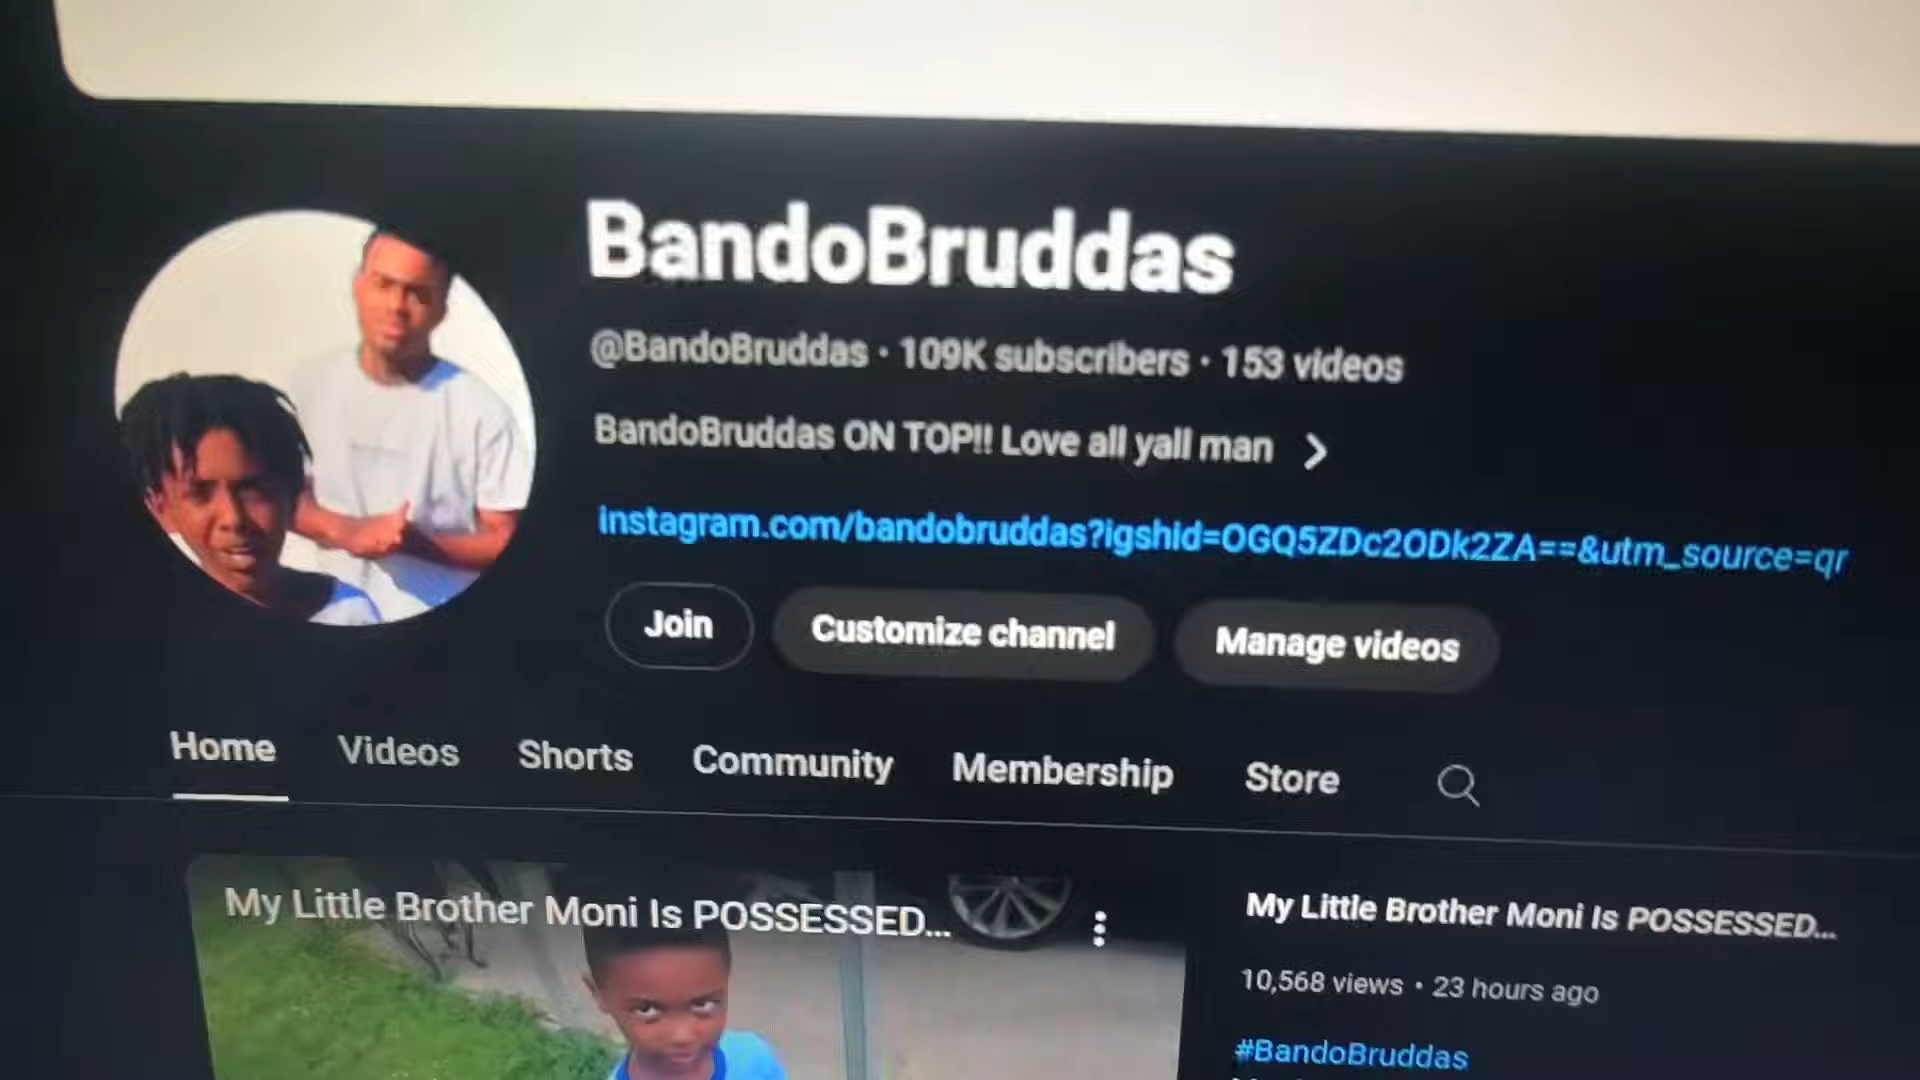 BandoBruddas
@BandoBruddas · 109K subscribers · 153 videos
BandoBruddas ON TOP!! Love all yall man
instagram.com/bandobruddas?igshid=OGQ5ZDc2ODk2ZA==&utm_source=qr
Join Customize channel Manage videos
Home Videos Shorts Community Membership Store
My Little Brother Moni Is POSSESSED...
My Little Brother Moni Is POSSESSED...
10,568 views · 23 hours ago
#BandoBruddas